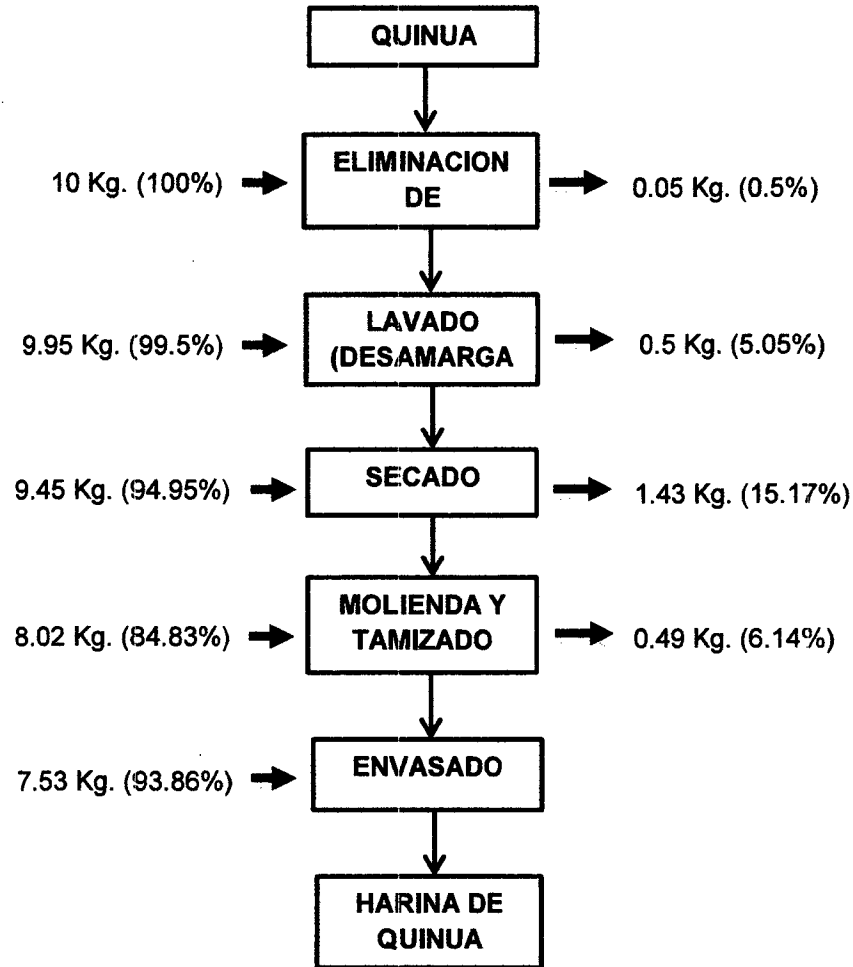 QUINUA
ELIMINACION
DE
10 Kg. (100%)
0.05 Kg. (0.5%)
LAVADO
(DESAMARGA
9.95 Kg. (99.5%)
0.5 Kg. (5.05%)
SECADO
9.45 Kg. (94.95%)
1.43 Kg. (15.17%)
MOLIENDA Y
TAMIZADO
8.02 Kg. (84.83%)
0.49 Kg. (6.14%)
ENVASADO
7.53 Kg. (93.86%)
HARINA DE
QUINUA